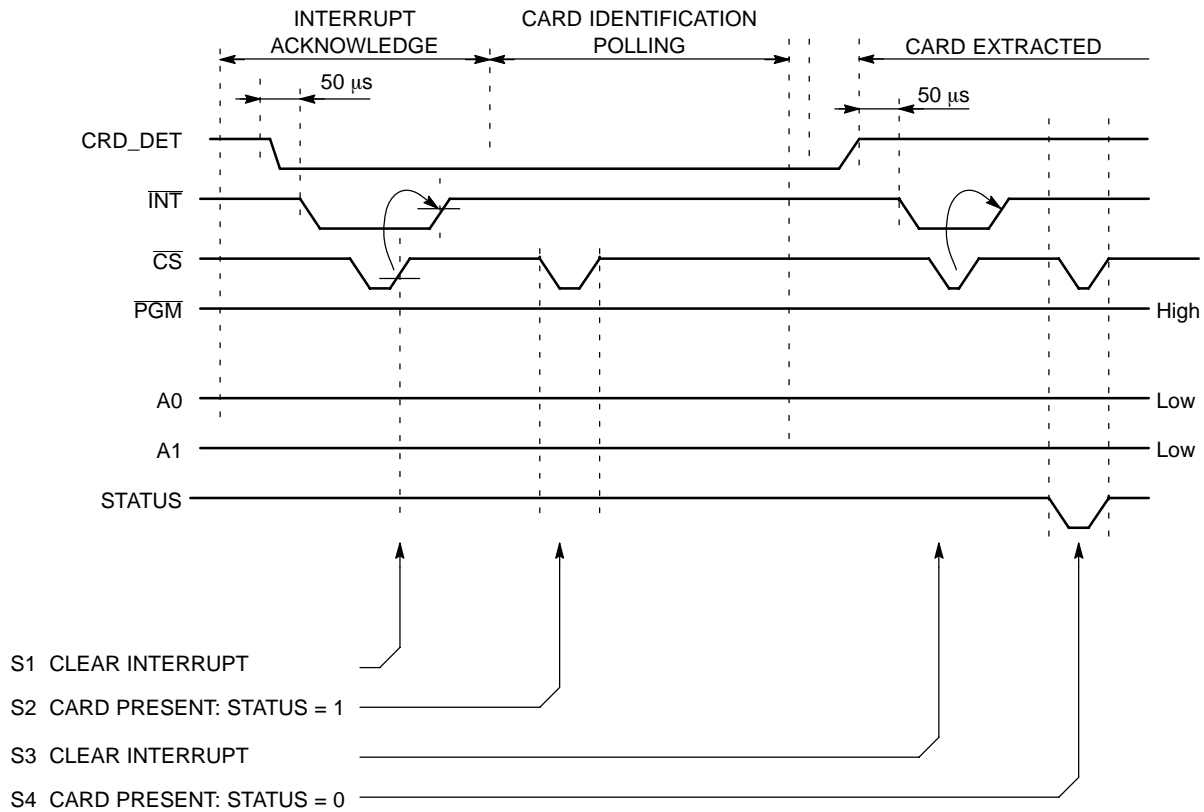 INTERRUPT
ACKNOWLEDGE
CARD IDENTIFICATION
POLLING
CARD EXTRACTED
50 μs
50 μs
CRD_DET
INT
CS
PGM
High
A0
Low
A1
Low
STATUS
S1 CLEAR INTERRUPT
S2 CARD PRESENT: STATUS = 1
S3 CLEAR INTERRUPT
S4 CARD PRESENT: STATUS = 0